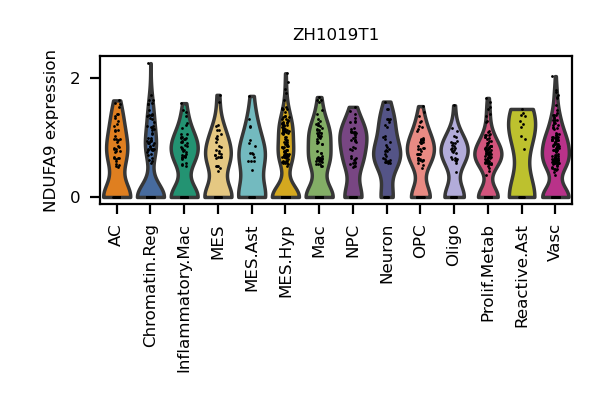 ZH1019T1
NDUFA9 expression
2
0
AC
Chromatin.Reg
Inflammatory.Mac
MES
MES.Ast
MES.Hyp
Mac
NPC
Neuron
OPC
Oligo
Prolif.Metab
Reactive.Ast
Vasc